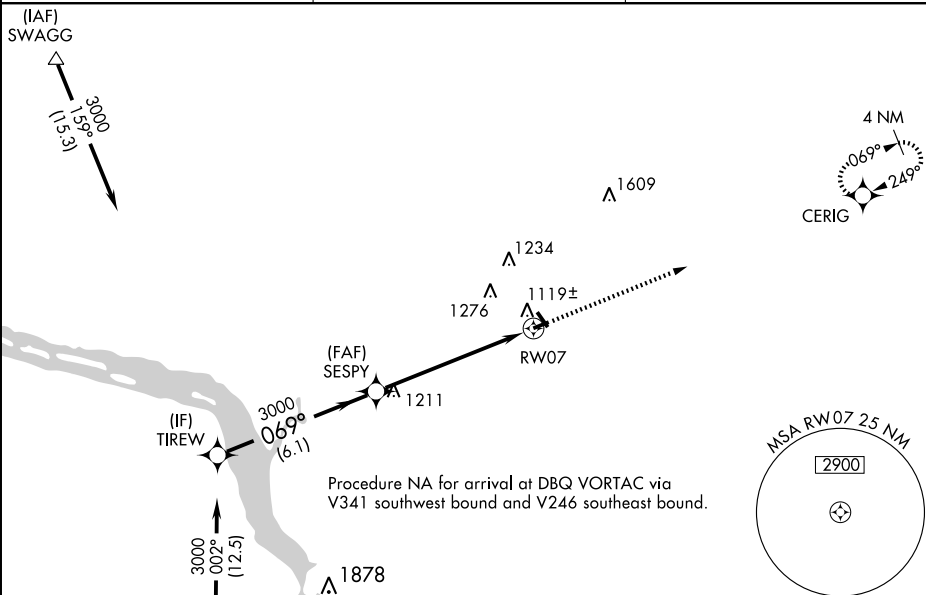 (IAF)
SWAGG
3000
159°
(15.3)
4 NM
069°
249°
CERIG
1609
1234
1276
1119±
RW07
(FAF)
SESPY
1211
(IF)
TIREW
3000
069°
(6.1)
MSA RW07 25 NM
2900
Procedure NA for arrival at DBQ VORTAC via
V341 southwest bound and V246 southeast bound.
3000
002°
(12.5)
1878